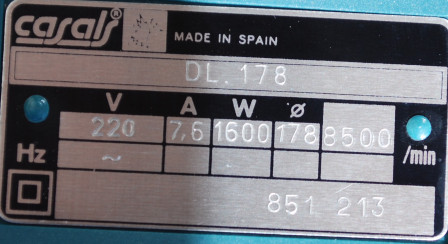 casals® MADE IN SPAIN
DL.178
V A W ø
220 7,6 1600 178 8500
Hz ~ /min
851 213